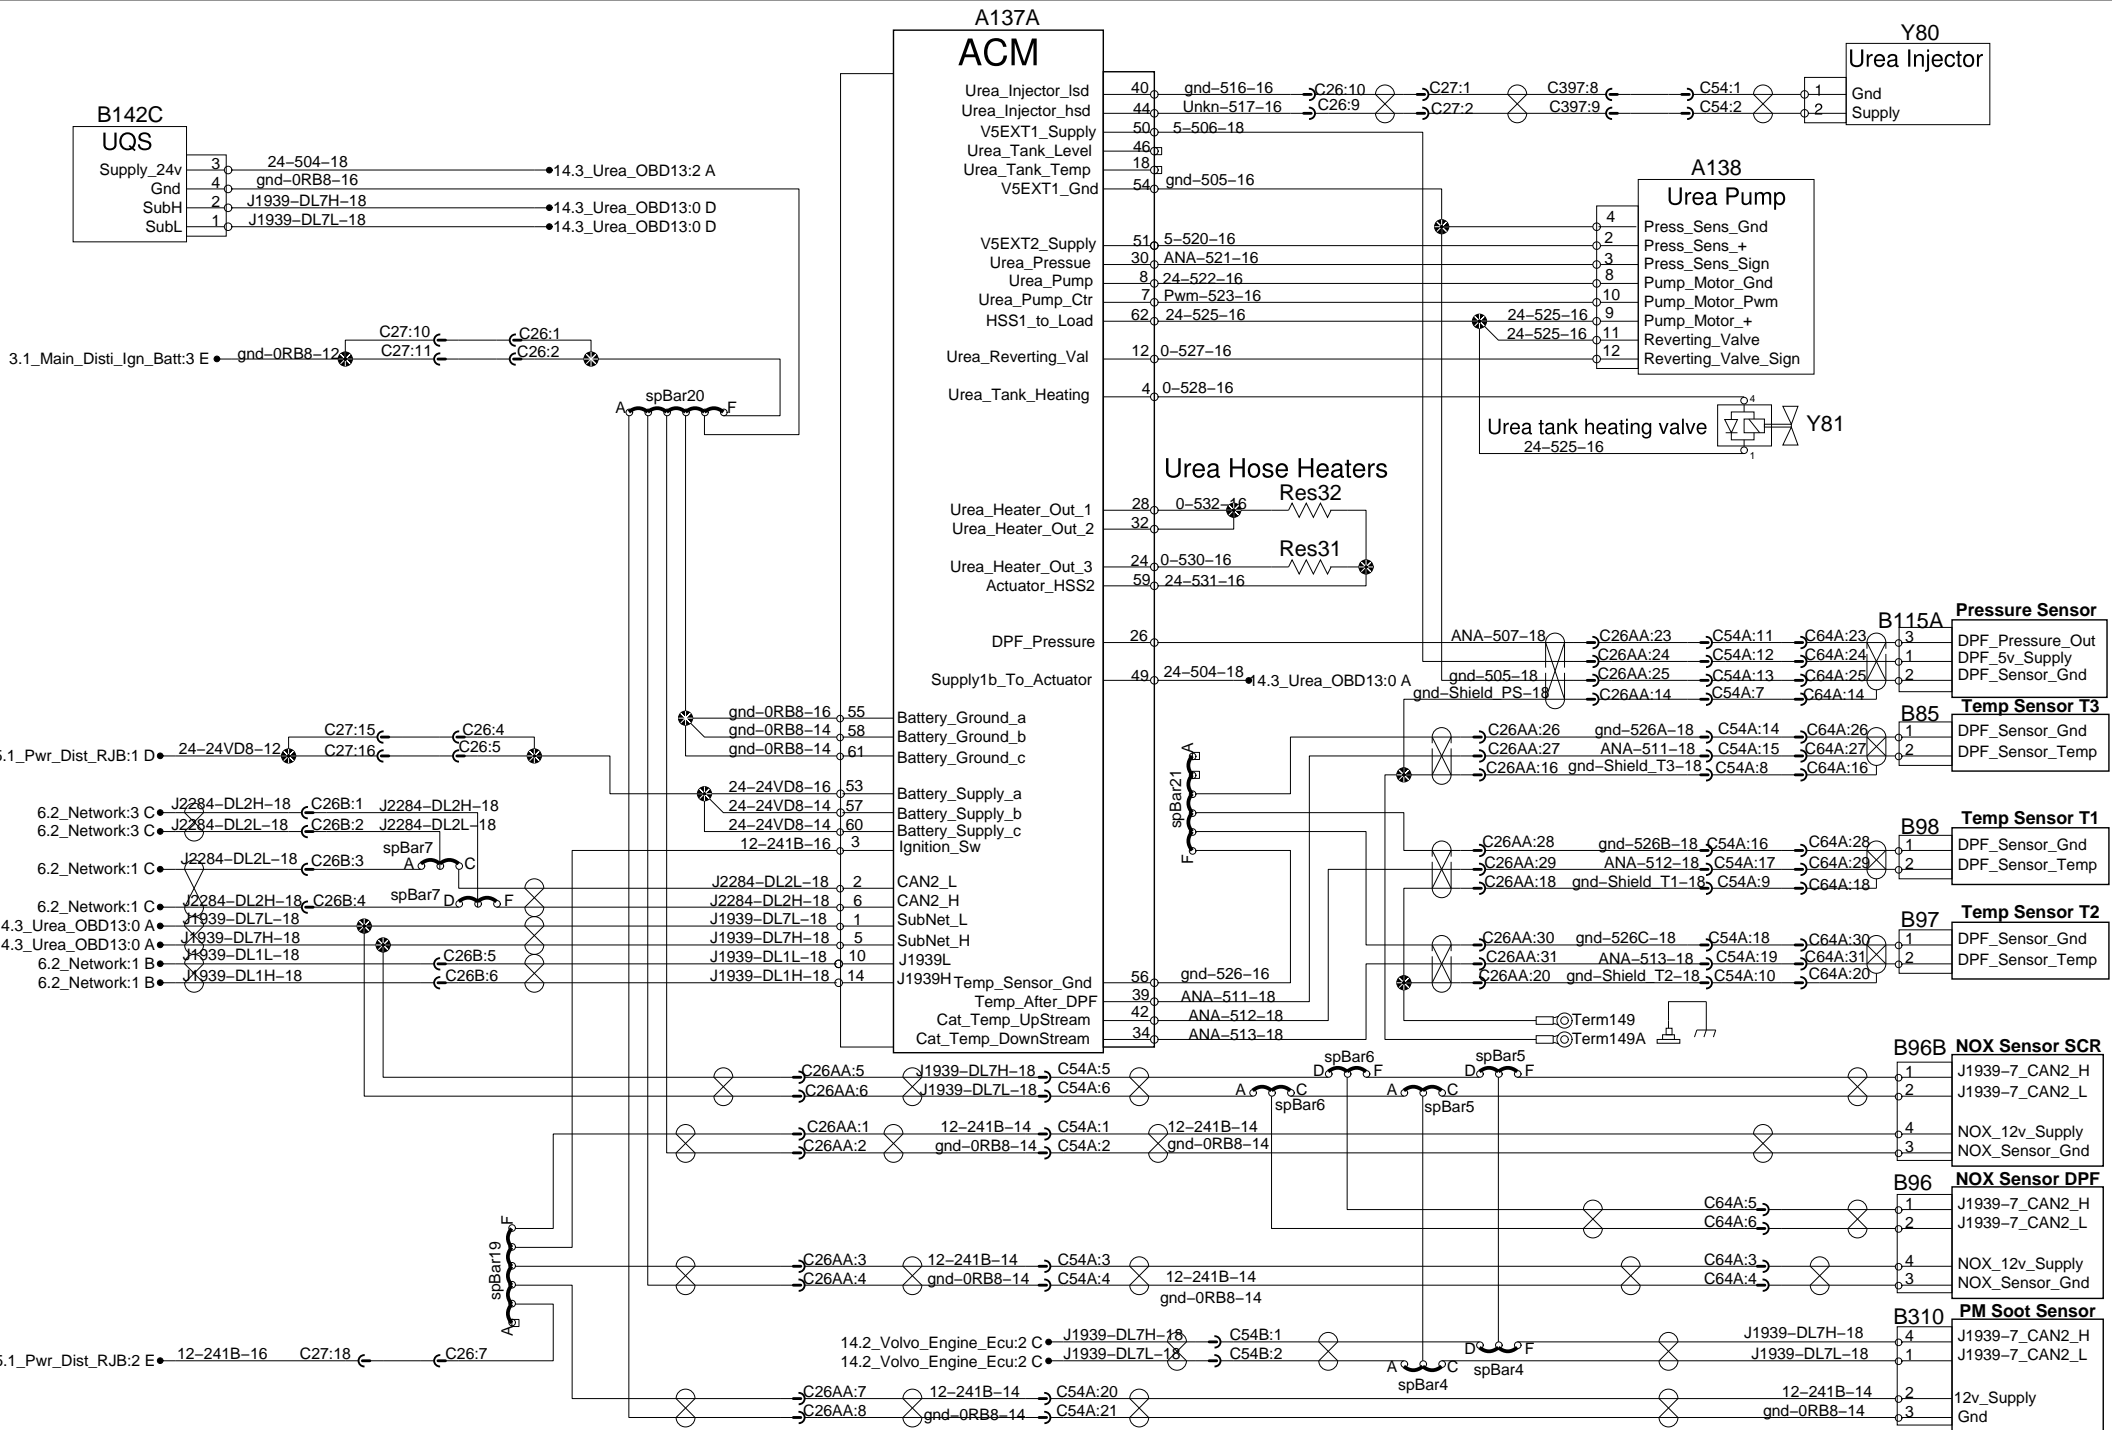 A137A
ACM
Urea_Injector_lsd 40 gnd-516-16 C26:10 C27:1 C397:8 C54:1
Urea_Injector_hsd 44 Unkn-517-16 C26:9 C27:2 C397:9 C54:2
V5EXT1_Supply 50 5-506-18
Urea_Tank_Level 46
Urea_Tank_Temp 18
V5EXT1_Gnd 54 gnd-505-16
V5EXT2_Supply 51 5-520-16
Urea_Pressue 30 ANA-521-16
Urea_Pump 8 24-522-16
Urea_Pump_Ctr 7 Pwm-523-16
HSS1_to_Load 62 24-525-16
Urea_Reverting_Val 12 0-527-16
Urea_Tank_Heating 4 0-528-16
Y80
Urea Injector
1 Gnd
2 Supply
B142C
UQS
Supply_24v 3 24-504-18 14.3_Urea_OBD13:2 A
Gnd 4 gnd-0RB8-16
SubH 2 J1939-DL7H-18 14.3_Urea_OBD13:0 D
SubL 1 J1939-DL7L-18 14.3_Urea_OBD13:0 D
A138
Urea Pump
4 Press_Sens_Gnd
2 Press_Sens_+
3 Press_Sens_Sign
8 Pump_Motor_Gnd
10 Pump_Motor_Pwm
24-525-16 9 Pump_Motor_+
24-525-16 11 Reverting_Valve
12 Reverting_Valve_Sign
C27:10 C26:1
3.1_Main_Disti_Ign_Batt:3 E gnd-0RB8-12 C27:11 C26:2
A spBar20 F
4
Urea tank heating valve Y81
24-525-16 1
Urea Hose Heaters
Urea_Heater_Out_1 28 0-532-16 Res32
Urea_Heater_Out_2 32
Urea_Heater_Out_3 24 0-530-16 Res31
Actuator_HSS2 59 24-531-16
DPF_Pressure 26 ANA-507-18 C26AA:23 C54A:11 C64A:23
C26AA:24 C54A:12 C64A:24
Supply1b_To_Actuator 49 24-504-18 14.3_Urea_OBD13:0 A
gnd-505-18 C26AA:25 C54A:13 C64A:25
gnd-Shield_PS-18 C26AA:14 C54A:7 C64A:14
B115A Pressure Sensor
3 DPF_Pressure_Out
1 DPF_5v_Supply
2 DPF_Sensor_Gnd
gnd-0RB8-16 55 Battery_Ground_a
gnd-0RB8-14 58 Battery_Ground_b
gnd-0RB8-14 61 Battery_Ground_c
C27:15 C26:4
5.1_Pwr_Dist_RJB:1 D 24-24VD8-12 C27:16 C26:5
24-24VD8-16 53 Battery_Supply_a
24-24VD8-14 57 Battery_Supply_b
24-24VD8-14 60 Battery_Supply_c
12-241B-16 3 Ignition_Sw
6.2_Network:3 C J2284-DL2H-18 C26B:1 J2284-DL2H-18
6.2_Network:3 C J2284-DL2L-18 C26B:2 J2284-DL2L-18
6.2_Network:1 C J2284-DL2L-18 C26B:3 spBar7 A C
6.2_Network:1 C J2284-DL2H-18 C26B:4 spBar7 D F
4.3_Urea_OBD13:0 A J1939-DL7L-18
4.3_Urea_OBD13:0 A J1939-DL7H-18
6.2_Network:1 B J1939-DL1L-18 C26B:5
6.2_Network:1 B J1939-DL1H-18 C26B:6
J2284-DL2L-18 2 CAN2_L
J2284-DL2H-18 6 CAN2_H
J1939-DL7L-18 1 SubNet_L
J1939-DL7H-18 5 SubNet_H
J1939-DL1L-18 10 J1939L
J1939-DL1H-18 14 J1939H
Temp_Sensor_Gnd 56 gnd-526-16
Temp_After_DPF 39 ANA-511-18
Cat_Temp_UpStream 42 ANA-512-18
Cat_Temp_DownStream 34 ANA-513-18
A spBar21 F
B85 Temp Sensor T3
C26AA:26 gnd-526A-18 C54A:14 C64A:26 1 DPF_Sensor_Gnd
C26AA:27 ANA-511-18 C54A:15 C64A:27 2 DPF_Sensor_Temp
C26AA:16 gnd-Shield_T3-18 C54A:8 C64A:16
B98 Temp Sensor T1
C26AA:28 gnd-526B-18 C54A:16 C64A:28 1 DPF_Sensor_Gnd
C26AA:29 ANA-512-18 C54A:17 C64A:29 2 DPF_Sensor_Temp
C26AA:18 gnd-Shield_T1-18 C54A:9 C64A:18
B97 Temp Sensor T2
C26AA:30 gnd-526C-18 C54A:18 C64A:30 1 DPF_Sensor_Gnd
C26AA:31 ANA-513-18 C54A:19 C64A:31 2 DPF_Sensor_Temp
C26AA:20 gnd-Shield_T2-18 C54A:10 C64A:20
Term149
Term149A
B96B NOX Sensor SCR
C26AA:5 J1939-DL7H-18 C54A:5 D spBar6 F D spBar5 F 1 J1939-7_CAN2_H
C26AA:6 J1939-DL7L-18 C54A:6 A C spBar6 A C spBar5 2 J1939-7_CAN2_L
C26AA:1 12-241B-14 C54A:1 12-241B-14 4 NOX_12v_Supply
C26AA:2 gnd-0RB8-14 C54A:2 gnd-0RB8-14 3 NOX_Sensor_Gnd
B96 NOX Sensor DPF
C64A:5 1 J1939-7_CAN2_H
C64A:6 2 J1939-7_CAN2_L
F spBar19 A
C26AA:3 12-241B-14 C54A:3 12-241B-14 C64A:3 4 NOX_12v_Supply
C26AA:4 gnd-0RB8-14 C54A:4 gnd-0RB8-14 C64A:4 3 NOX_Sensor_Gnd
B310 PM Soot Sensor
14.2_Volvo_Engine_Ecu:2 C J1939-DL7H-18 C54B:1 D F spBar4 J1939-DL7H-18 4 J1939-7_CAN2_H
14.2_Volvo_Engine_Ecu:2 C J1939-DL7L-18 C54B:2 A C spBar4 J1939-DL7L-18 1 J1939-7_CAN2_L
5.1_Pwr_Dist_RJB:2 E 12-241B-16 C27:18 C26:7
C26AA:7 12-241B-14 C54A:20 12-241B-14 2 12v_Supply
C26AA:8 gnd-0RB8-14 C54A:21 gnd-0RB8-14 3 Gnd